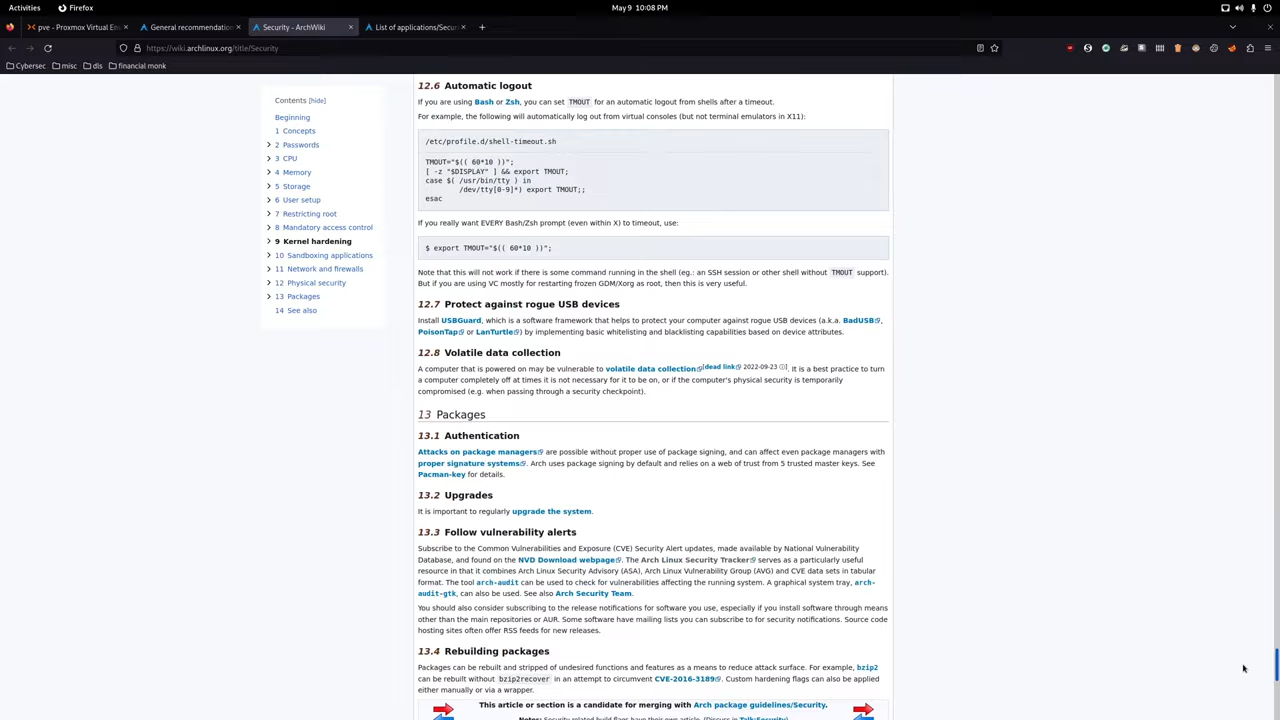 Activities
Firefox
May 9 10:08 PM
pve - Proxmox Virtual En
General recommendation
Security - ArchWiki
List of applications/Secur
https://wiki.archlinux.org/title/Security
Cybersec
misc
dls
financial monk
Contents [hide]
Beginning
1 Concepts
2 Passwords
3 CPU
4 Memory
5 Storage
6 User setup
7 Restricting root
8 Mandatory access control
9 Kernel hardening
10 Sandboxing applications
11 Network and firewalls
12 Physical security
13 Packages
14 See also
12.6 Automatic logout
If you are using Bash or Zsh, you can set TMOUT for an automatic logout from shells after a timeout.
For example, the following will automatically log out from virtual consoles (but not terminal emulators in X11):
/etc/profile.d/shell-timeout.sh
TMOUT="$(( 60*10 ))";
[ -z "$DISPLAY" ] && export TMOUT;
case $( /usr/bin/tty ) in
/dev/tty[0-9]*) export TMOUT;;
esac
If you really want EVERY Bash/Zsh prompt (even within X) to timeout, use:
$ export TMOUT="$(( 60*10 ))";
Note that this will not work if there is some command running in the shell (eg.: an SSH session or other shell without TMOUT support).
But if you are using VC mostly for restarting frozen GDM/Xorg as root, then this is very useful.
12.7 Protect against rogue USB devices
Install USBGuard, which is a software framework that helps to protect your computer against rogue USB devices (a.k.a. BadUSB,
PoisonTap or LanTurtle) by implementing basic whitelisting and blacklisting capabilities based on device attributes.
12.8 Volatile data collection
A computer that is powered on may be vulnerable to volatile data collection[dead link 2022-09-23 ⓘ]. It is a best practice to turn
a computer completely off at times it is not necessary for it to be on, or if the computer's physical security is temporarily
compromised (e.g. when passing through a security checkpoint).
13 Packages
13.1 Authentication
Attacks on package managers are possible without proper use of package signing, and can affect even package managers with
proper signature systems. Arch uses package signing by default and relies on a web of trust from 5 trusted master keys. See
Pacman-key for details.
13.2 Upgrades
It is important to regularly upgrade the system.
13.3 Follow vulnerability alerts
Subscribe to the Common Vulnerabilities and Exposure (CVE) Security Alert updates, made available by National Vulnerability
Database, and found on the NVD Download webpage. The Arch Linux Security Tracker serves as a particularly useful
resource in that it combines Arch Linux Security Advisory (ASA), Arch Linux Vulnerability Group (AVG) and CVE data sets in tabular
format. The tool arch-audit can be used to check for vulnerabilities affecting the running system. A graphical system tray, arch-
audit-gtk, can also be used. See also Arch Security Team.
You should also consider subscribing to the release notifications for software you use, especially if you install software through means
other than the main repositories or AUR. Some software have mailing lists you can subscribe to for security notifications. Source code
hosting sites often offer RSS feeds for new releases.
13.4 Rebuilding packages
Packages can be rebuilt and stripped of undesired functions and features as a means to reduce attack surface. For example, bzip2
can be rebuilt without bzip2recover in an attempt to circumvent CVE-2016-3189. Custom hardening flags can also be applied
either manually or via a wrapper.
This article or section is a candidate for merging with Arch package guidelines/Security.
Notes: Security related build flags have their own article. (Discuss in Talk:Security)